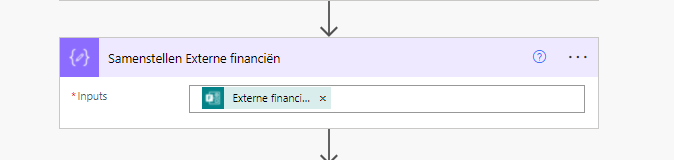 Samenstellen Externe financiën
*Inputs
Externe financi...